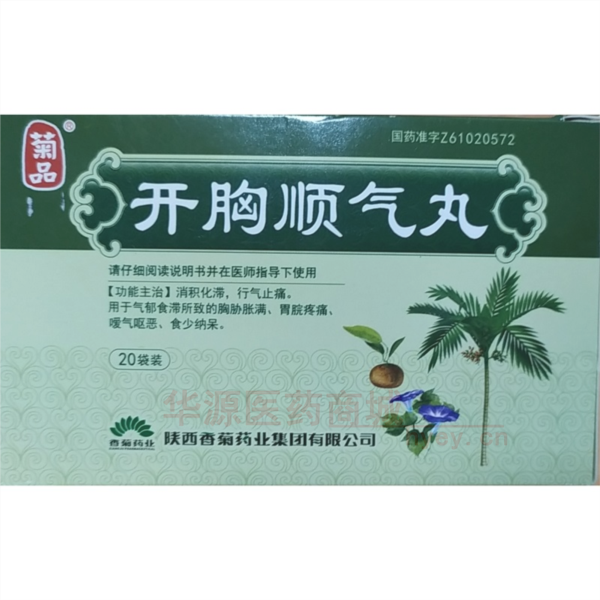 菊品®
国药准字Z61020572
开胸顺气丸
请仔细阅读说明书并在医师指导下使用
【功能主治】消积化滞，行气止痛。
用于气郁食滞所致的胸胁胀满、胃脘疼痛、
嗳气呕恶、食少纳呆。
20袋装
华源医药商城
香菊药业
陕西香菊药业集团有限公司